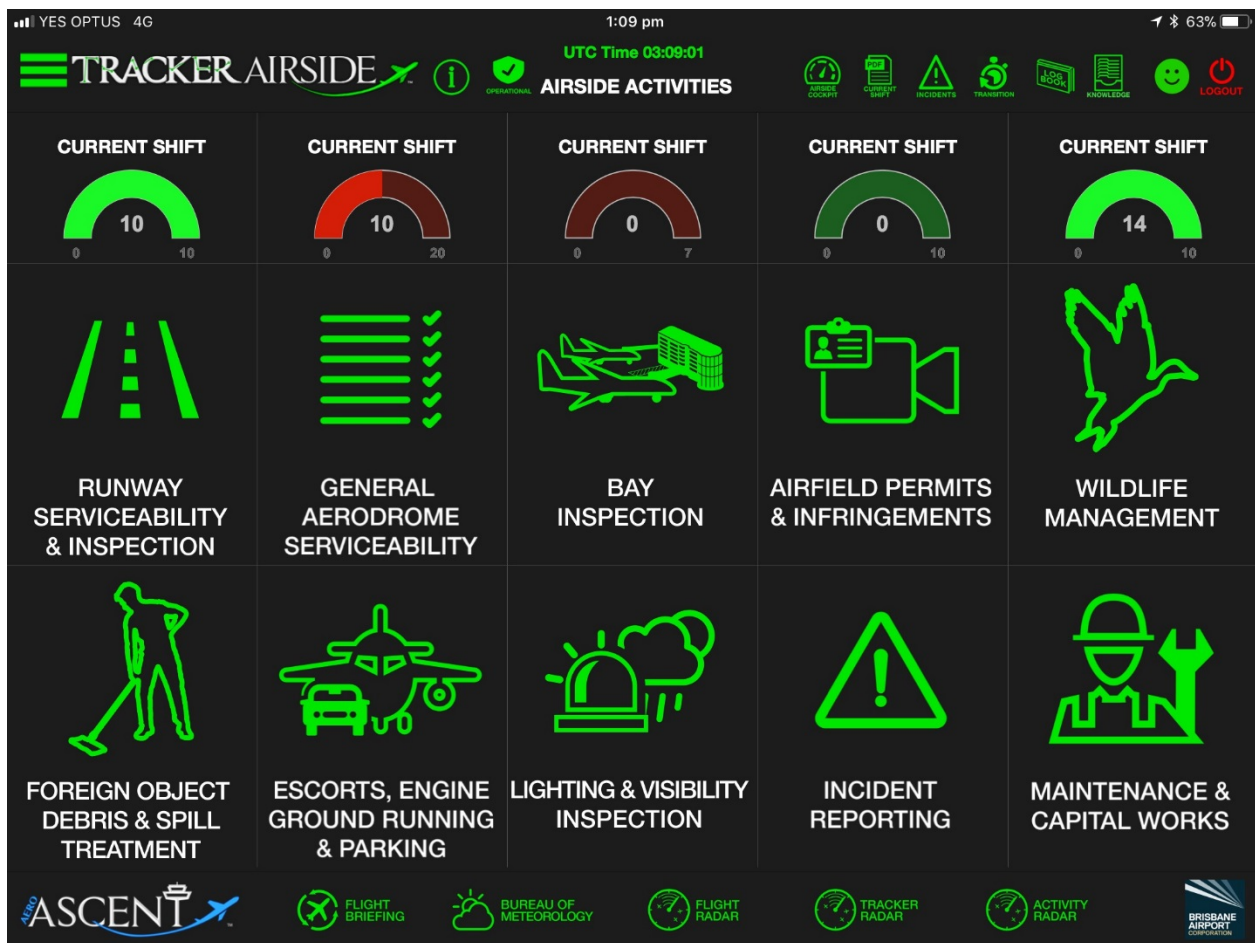 YES OPTUS 4G
1:09 pm
63%
TRACKER AIRSIDE
i
OPERATIONAL
UTC Time 03:09:01
AIRSIDE ACTIVITIES
AIRSIDE
COCKPIT
PDF
CURRENT
SHIFT
INCIDENTS
TRANSITION
LOG
BOOK
KNOWLEDGE
LOGOUT
CURRENT SHIFT
10
0 10
CURRENT SHIFT
10
0 20
CURRENT SHIFT
0
0 7
CURRENT SHIFT
0
0 10
CURRENT SHIFT
14
0 10
RUNWAY
SERVICEABILITY
& INSPECTION
GENERAL
AERODROME
SERVICEABILITY
BAY
INSPECTION
AIRFIELD PERMITS
& INFRINGEMENTS
WILDLIFE
MANAGEMENT
FOREIGN OBJECT
DEBRIS & SPILL
TREATMENT
ESCORTS, ENGINE
GROUND RUNNING
& PARKING
LIGHTING & VISIBILITY
INSPECTION
INCIDENT
REPORTING
MAINTENANCE &
CAPITAL WORKS
AERO ASCENT
FLIGHT
BRIEFING
BUREAU OF
METEOROLOGY
FLIGHT
RADAR
TRACKER
RADAR
ACTIVITY
RADAR
BRISBANE
AIRPORT
CORPORATION